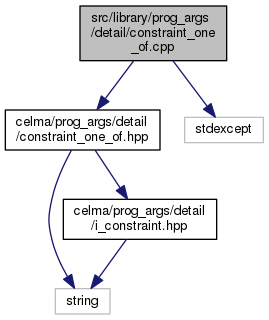 src/library/prog_args
/detail/constraint_one
_of.cpp
celma/prog_args/detail
/constraint_one_of.hpp
stdexcept
celma/prog_args/detail
/i_constraint.hpp
string